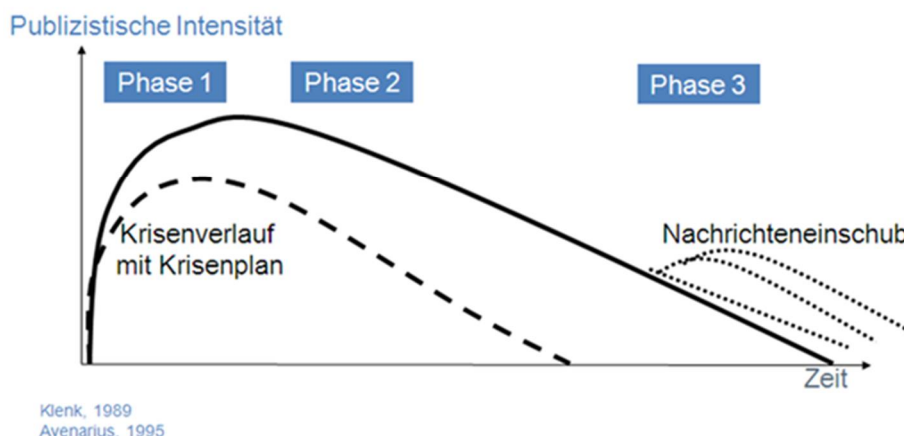 Publizistische Intensität
Phase 1
Phase 2
Phase 3
Krisenverlauf
mit Krisenplan
Nachrichteneinschub
Zeit
Klenk, 1989
Avenarius, 1995